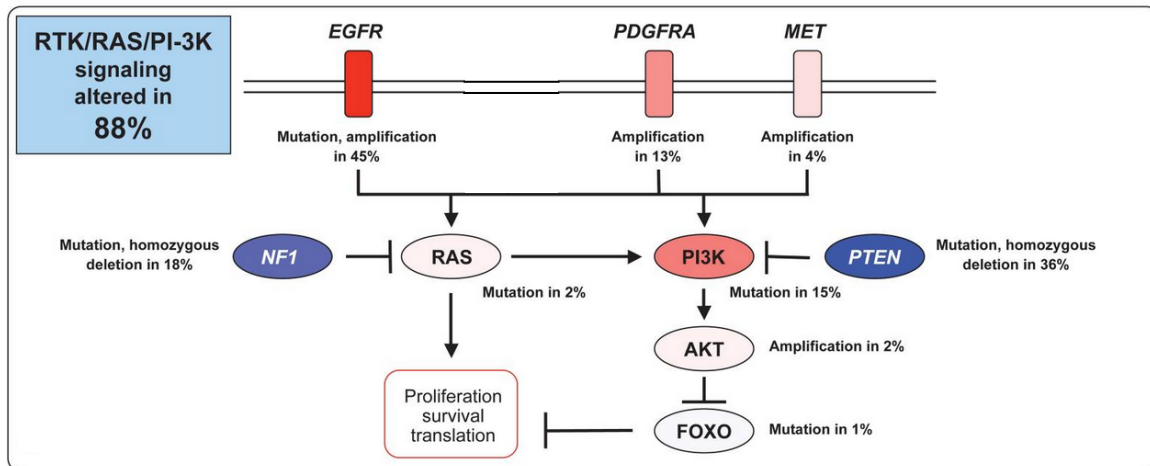 RTK/RAS/PI-3K
signaling
altered in
88%
EGFR
PDGFRA
MET
Mutation, amplification
in 45%
Amplification
in 13%
Amplification
in 4%
Mutation, homozygous
deletion in 18%
NF1
RAS
PI3K
PTEN
Mutation, homozygous
deletion in 36%
Mutation in 2%
Mutation in 15%
AKT
Amplification in 2%
Proliferation
survival
translation
FOXO
Mutation in 1%